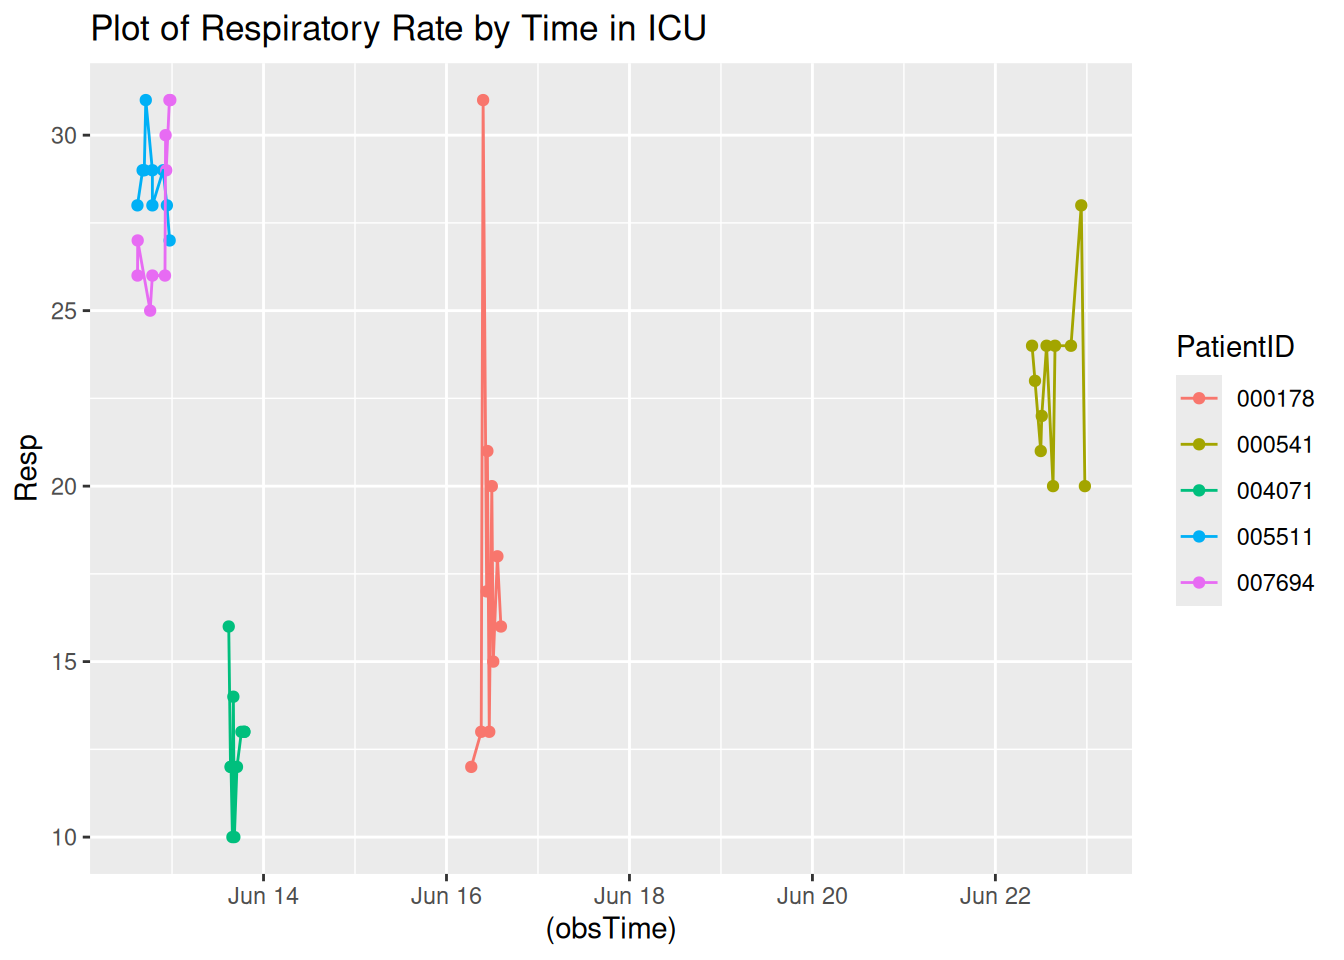 Plot of Respiratory Rate by Time in ICU
30
25
20
15
10
Resp
Jun 14 Jun 16 Jun 18 Jun 20 Jun 22
(obsTime)
PatientID
000178
000541
004071
005511
007694